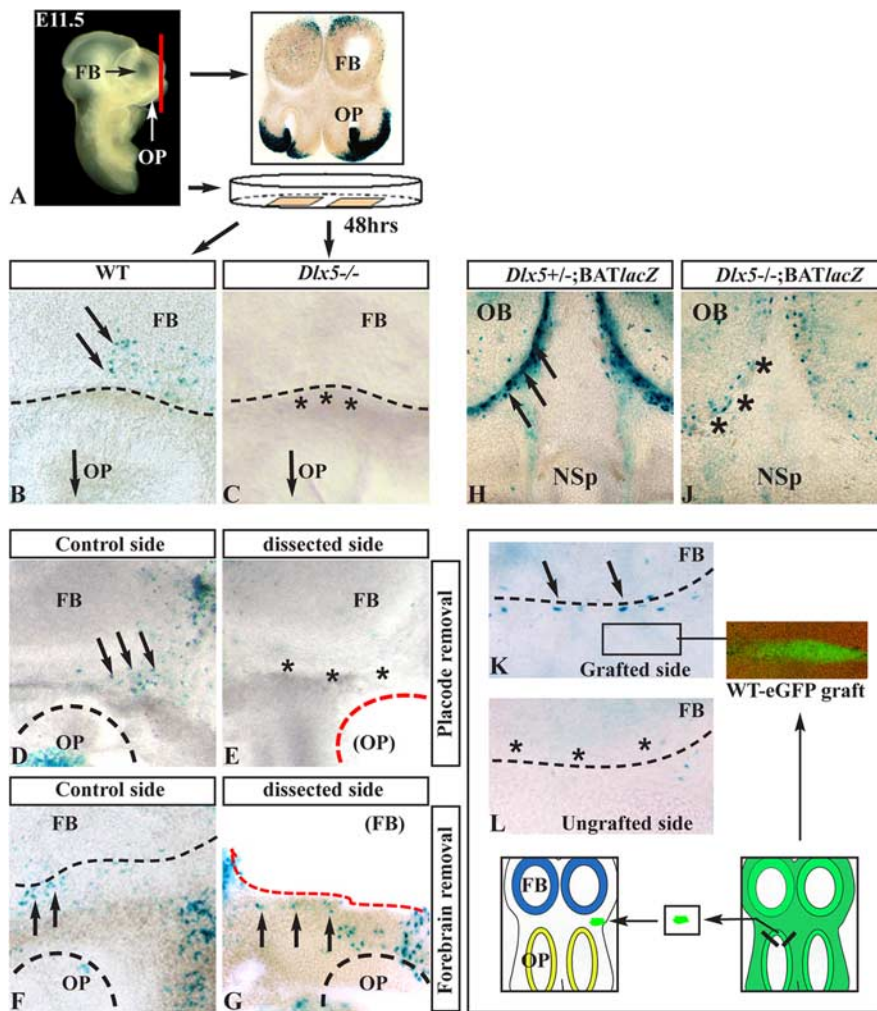 E11.5
FB
OP
A
FB
OP
48hrs
WT
Dlx5-/-
FB
OP
B
FB
OP
C
Dlx5+/-;BATlacZ
Dlx5-/-;BATlacZ
OB
NSp
H
OB
NSp
J
Control side
dissected side
Placode removal
FB
OP
D
FB
(OP)
E
Control side
dissected side
Forebrain removal
FB
OP
F
(FB)
OP
G
FB
K
Grafted side
WT-eGFP graft
FB
L
Ungrafted side
FB
OP